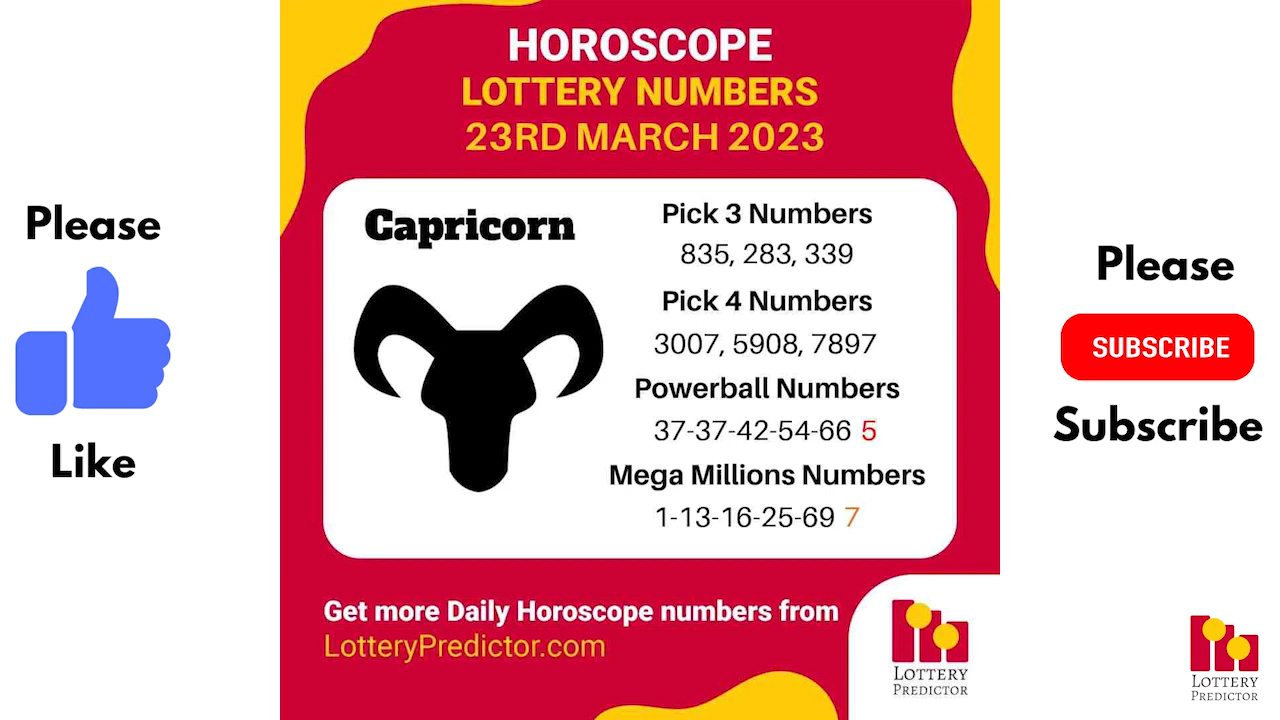 HOROSCOPE
LOTTERY NUMBERS
23RD MARCH 2023
Please
Like
Capricorn
Pick 3 Numbers
835, 283, 339
Pick 4 Numbers
3007, 5908, 7897
Powerball Numbers
37-37-42-54-66 5
Mega Millions Numbers
1-13-16-25-69 7
Please
SUBSCRIBE
Subscribe
Get more Daily Horoscope numbers from
LotteryPredictor.com
LOTTERY
PREDICTOR
LOTTERY
PREDICTOR